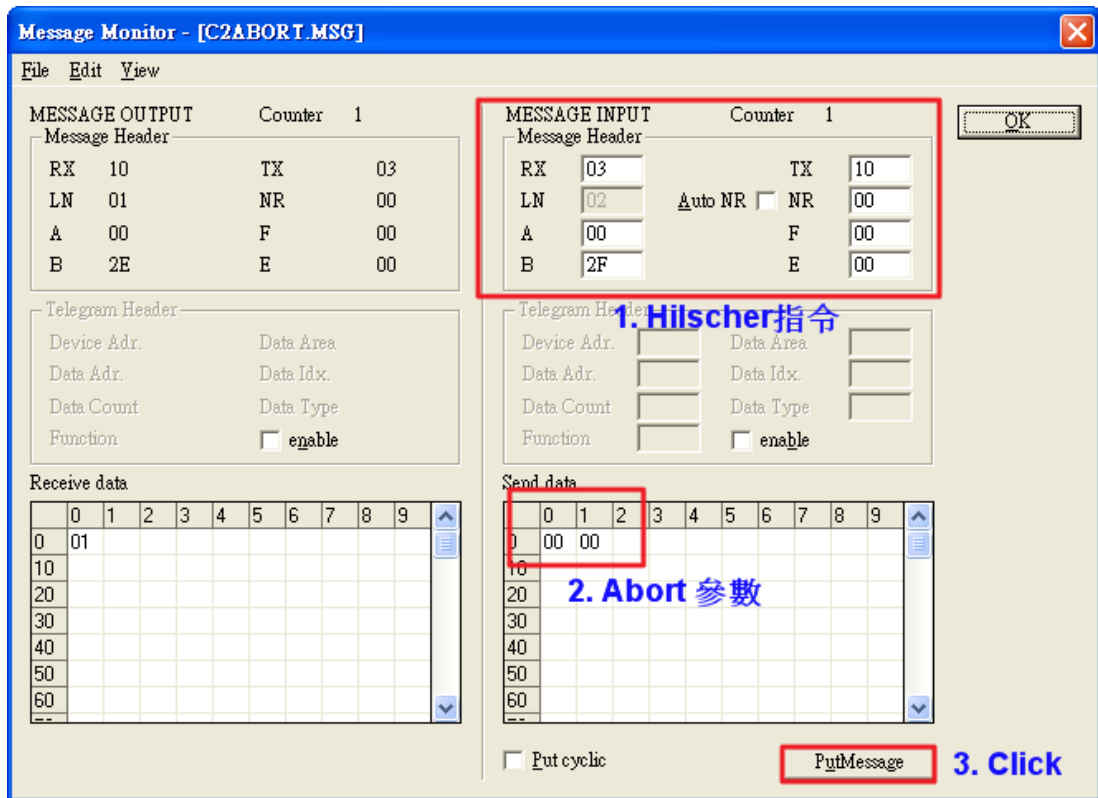 Message Monitor - [C2ABORT.MSG]
File Edit View
MESSAGE OUTPUT Counter 1
Message Header
RX 10 TX 03
LN 01 NR 00
A 00 F 00
B 2E E 00
Telegram Header
Device Adr. Data Area
Data Adr. Data Idx.
Data Count Data Type
Function enable
Receive data
0 1 2 3 4 5 6 7 8 9
0 01
10
20
30
40
50
60
MESSAGE INPUT Counter 1
Message Header
RX 03 TX 10
LN 02 Auto NR NR 00
A 00 F 00
B 2F E 00
OK
1. Hilscher指令
Telegram Header
Device Adr. Data Area
Data Adr. Data Idx.
Data Count Data Type
Function enable
Send data
0 1 2 3 4 5 6 7 8 9
0 00 00
10
20
30
40
50
60
2. Abort 參數
Put cyclic PutMessage
3. Click